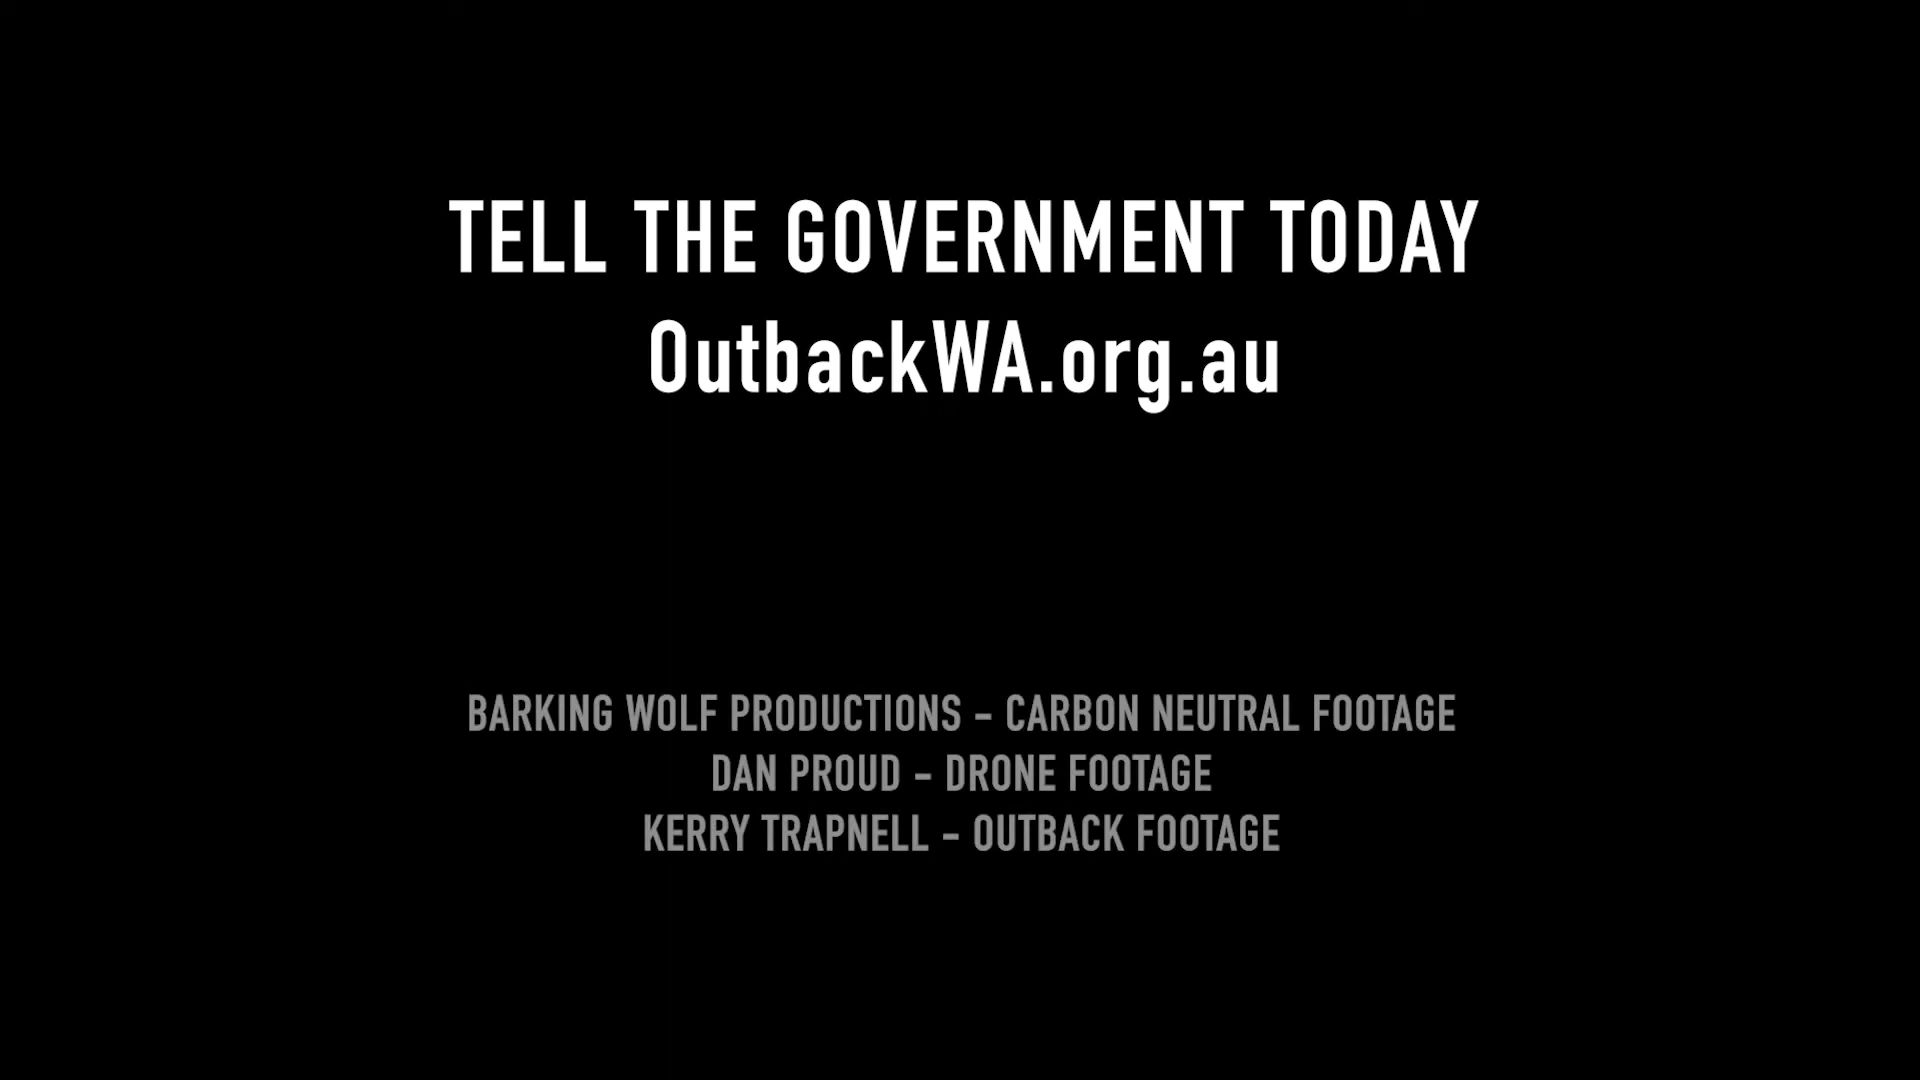 TELL THE GOVERNMENT TODAY
OutbackWA.org.au
BARKING WOLF PRODUCTIONS - CARBON NEUTRAL FOOTAGE
DAN PROUD - DRONE FOOTAGE
KERRY TRAPNELL - OUTBACK FOOTAGE